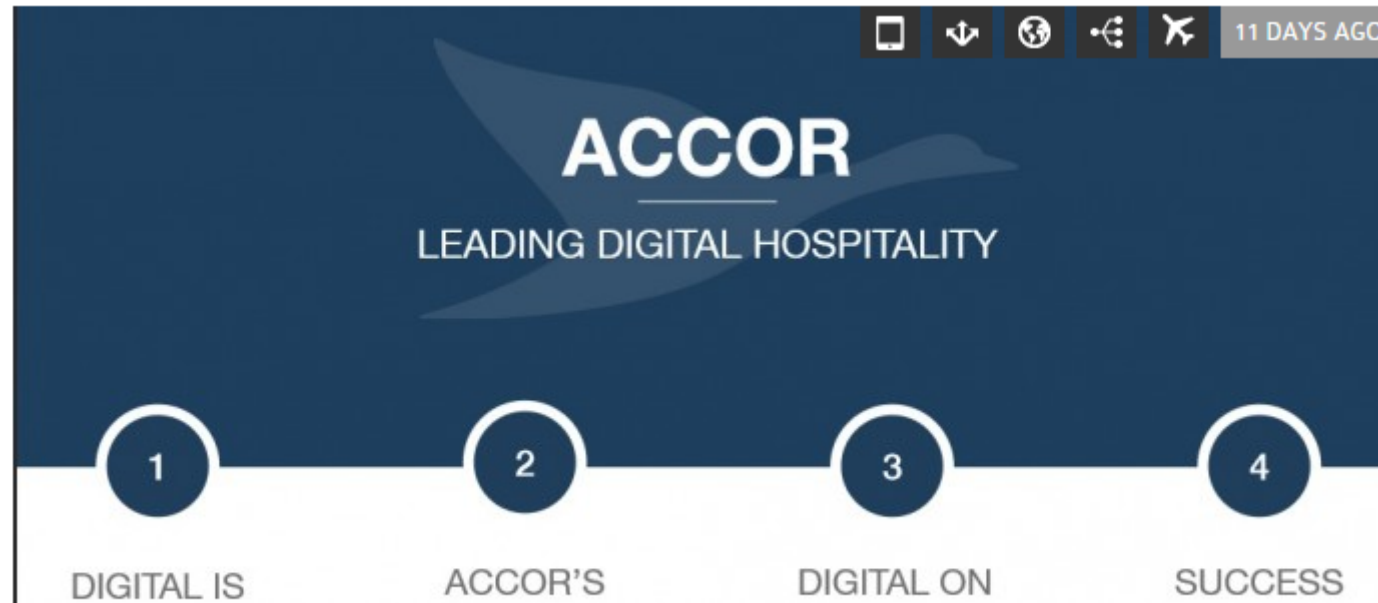 11 DAYS AGO
ACCOR
LEADING DIGITAL HOSPITALITY
1
2
3
4
DIGITAL IS
ACCOR'S
DIGITAL ON
SUCCESS